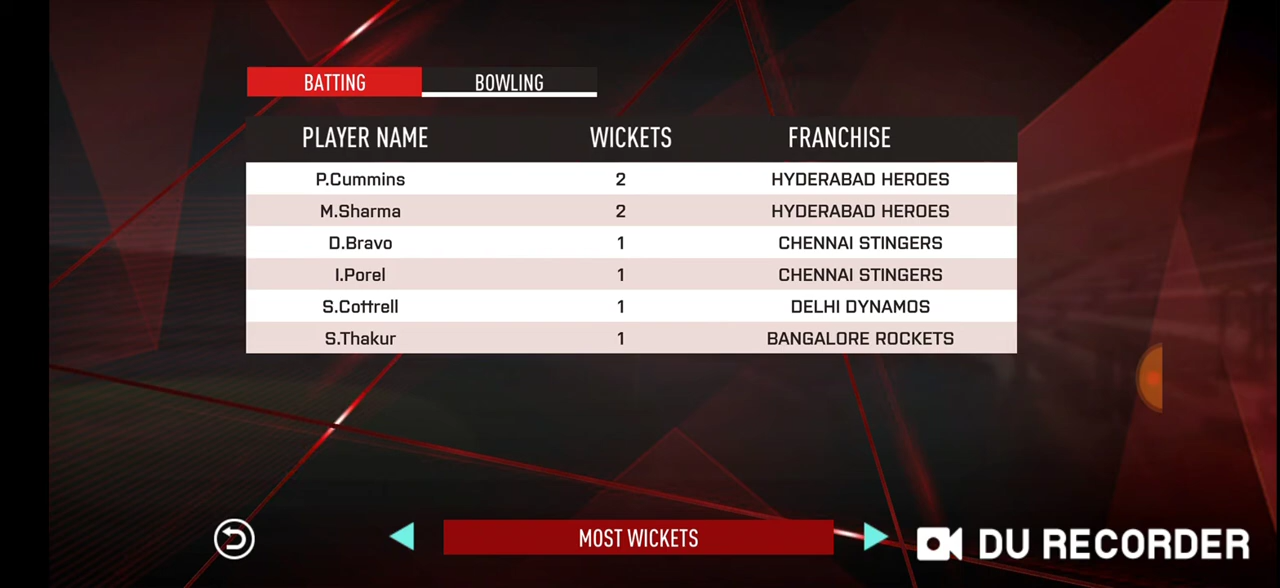 BATTING BOWLING
PLAYER NAME WICKETS FRANCHISE
P.Cummins 2 HYDERABAD HEROES
M.Sharma 2 HYDERABAD HEROES
D.Bravo 1 CHENNAI STINGERS
I.Porel 1 CHENNAI STINGERS
S.Cottrell 1 DELHI DYNAMOS
S.Thakur 1 BANGALORE ROCKETS
MOST WICKETS
DU RECORDER